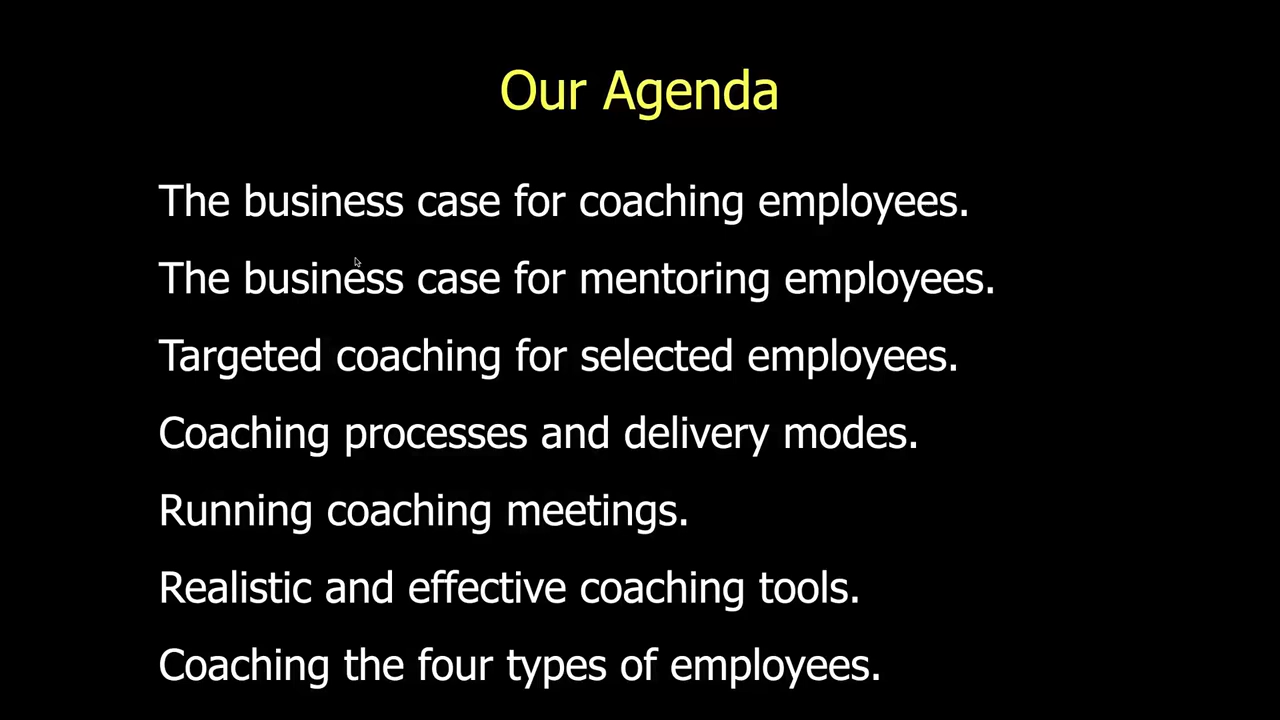 Our Agenda
The business case for coaching employees.
The business case for mentoring employees.
Targeted coaching for selected employees.
Coaching processes and delivery modes.
Running coaching meetings.
Realistic and effective coaching tools.
Coaching the four types of employees.